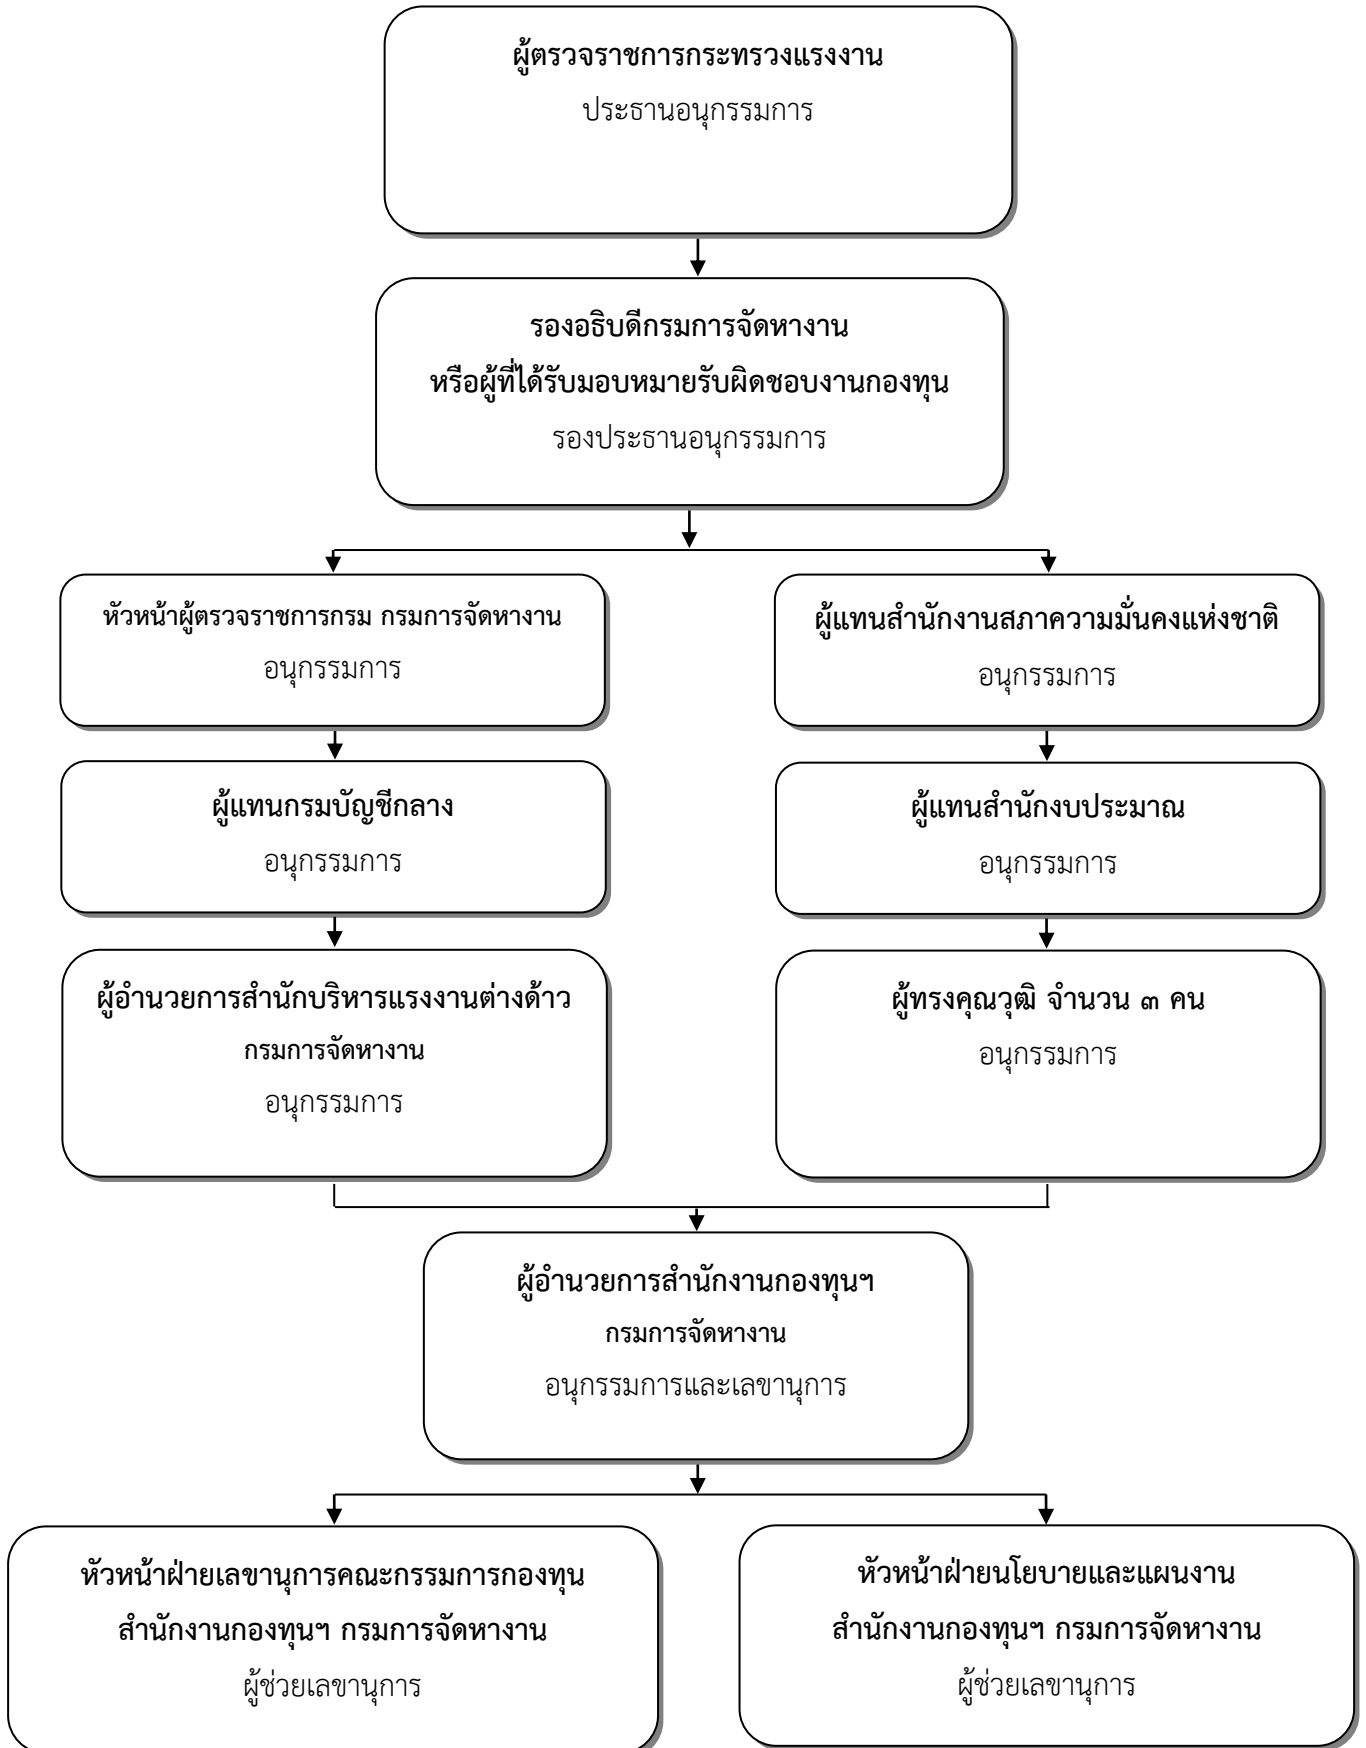 ผู้ตรวจราชการกระทรวงแรงงาน
ประธานอนุกรรมการ
รองอธิบดีกรมการจัดหางาน
หรือผู้ที่ได้รับมอบหมายรับผิดชอบงานกองทุน
รองประธานอนุกรรมการ
หัวหน้าผู้ตรวจราชการกรม กรมการจัดหางาน
อนุกรรมการ
ผู้แทนสำนักงานสภาความมั่นคงแห่งชาติ
อนุกรรมการ
ผู้แทนกรมบัญชีกลาง
อนุกรรมการ
ผู้แทนสำนักงบประมาณ
อนุกรรมการ
ผู้อำนวยการสำนักบริหารแรงงานต่างด้าว
กรมการจัดหางาน
อนุกรรมการ
ผู้ทรงคุณวุฒิ จำนวน ๓ คน
อนุกรรมการ
ผู้อำนวยการสำนักงานกองทุนฯ
กรมการจัดหางาน
อนุกรรมการและเลขานุการ
หัวหน้าฝ่ายเลขานุการคณะกรรมการกองทุน
สำนักงานกองทุนฯ กรมการจัดหางาน
ผู้ช่วยเลขานุการ
หัวหน้าฝ่ายนโยบายและแผนงาน
สำนักงานกองทุนฯ กรมการจัดหางาน
ผู้ช่วยเลขานุการ